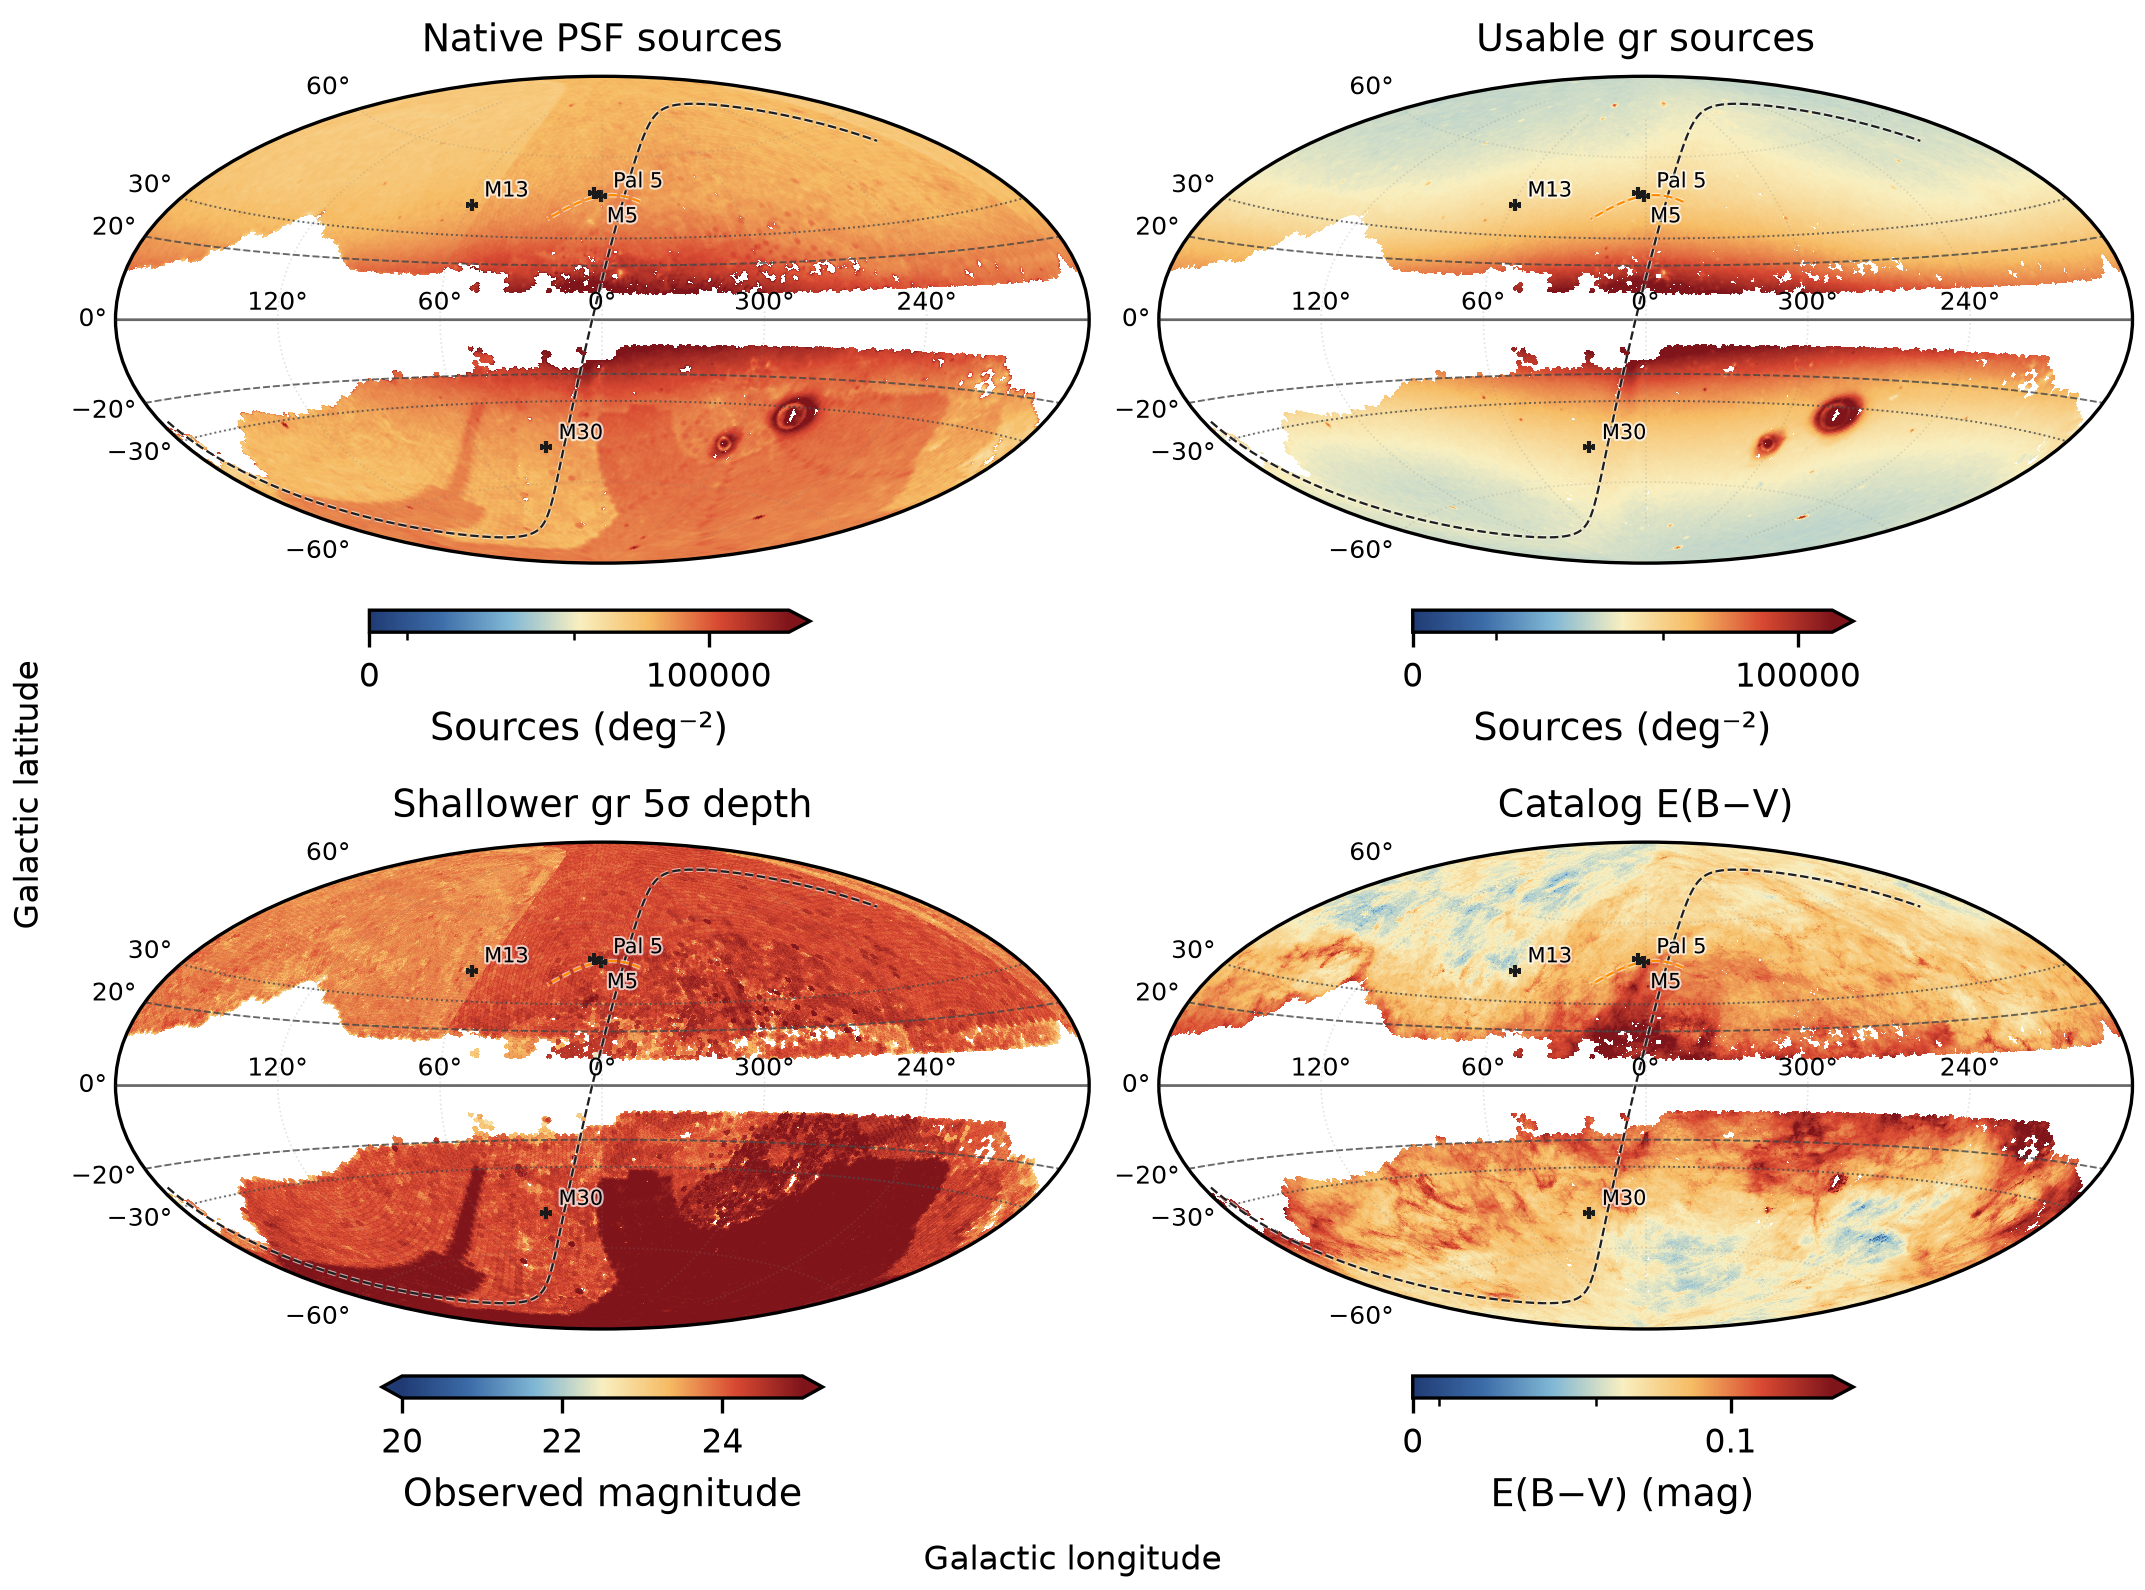 Native PSF sources
60°
30°
20°
0°
−20°
−30°
−60°
120°
60°
0°
300°
240°
M13
Pal 5
M5
M30
0
100000
Sources (deg⁻²)
Usable gr sources
60°
30°
20°
0°
−20°
−30°
−60°
120°
60°
0°
300°
240°
M13
Pal 5
M5
M30
0
100000
Sources (deg⁻²)
Galactic latitude
Shallower gr 5σ depth
60°
30°
20°
0°
−20°
−30°
−60°
120°
60°
0°
300°
240°
M13
Pal 5
M5
M30
20
22
24
Observed magnitude
Catalog E(B−V)
60°
30°
20°
0°
−20°
−30°
−60°
120°
60°
0°
300°
240°
M13
Pal 5
M5
M30
0
0.1
E(B−V) (mag)
Galactic longitude